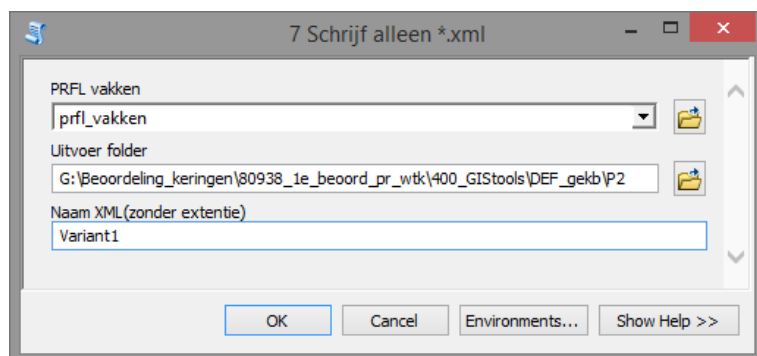 7 Schrijf alleen *.xml
PRFL vakken
prfl_vakken
Uitvoer folder
G:\Beoordeling_keringen\80938_1e_beoord_pr_wtk\400_GIStools\DEF_gekb\P2
Naam XML(zonder extentie)
Variant1
OK Cancel Environments... Show Help >>